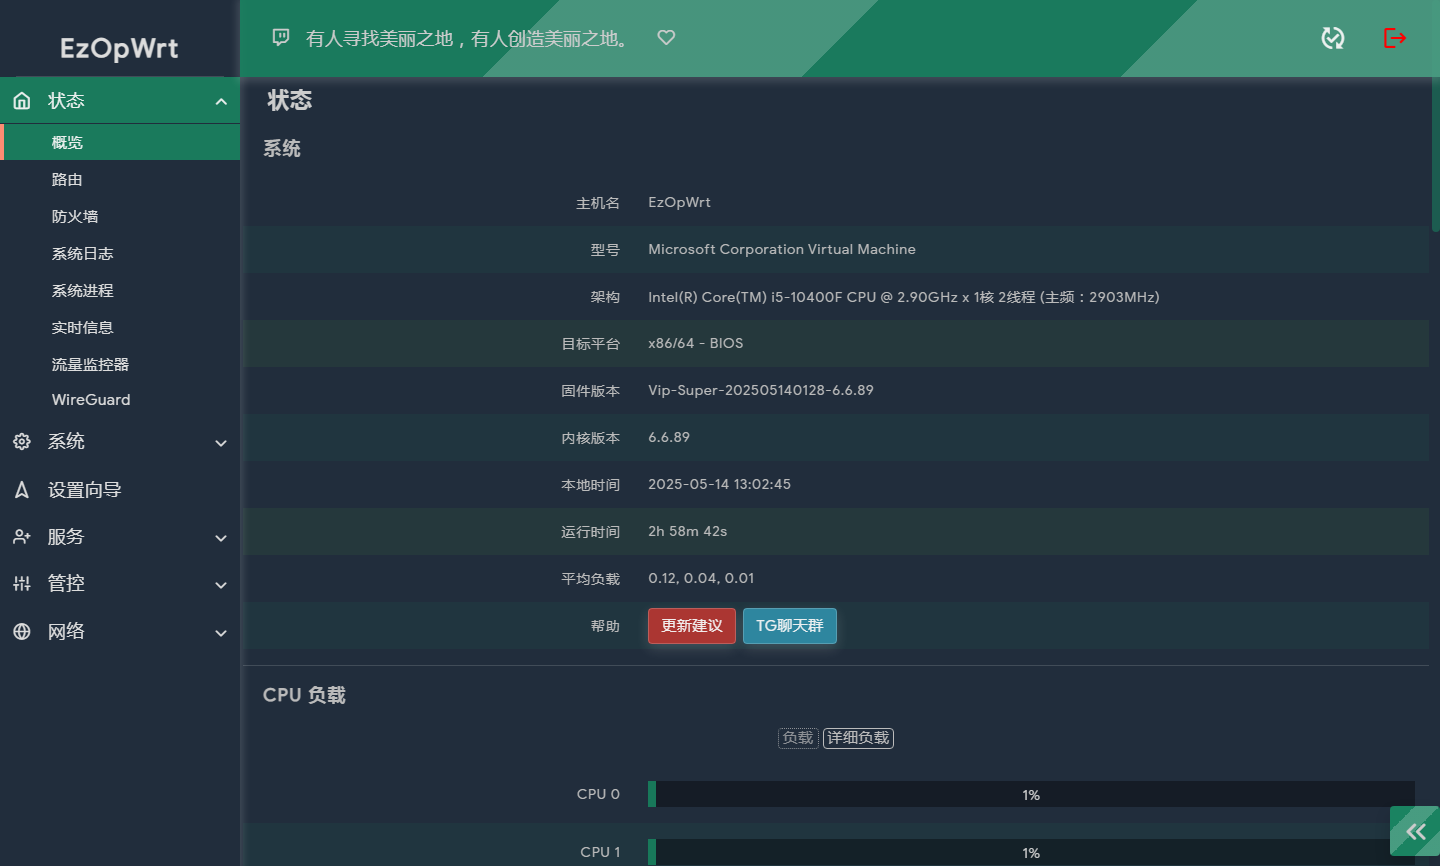 EzOpWrt
有人寻找美丽之地，有人创造美丽之地。
状态
概览
路由
防火墙
系统日志
系统进程
实时信息
流量监控器
WireGuard
系统
设置向导
服务
管控
网络
状态
系统
主机名 EzOpWrt
型号 Microsoft Corporation Virtual Machine
架构 Intel(R) Core(TM) i5-10400F CPU @ 2.90GHz x 1核 2线程 (主频：2903MHz)
目标平台 x86/64 - BIOS
固件版本 Vip-Super-202505140128-6.6.89
内核版本 6.6.89
本地时间 2025-05-14 13:02:45
运行时间 2h 58m 42s
平均负载 0.12, 0.04, 0.01
帮助 更新建议 TG聊天群
CPU 负载
负载 详细负载
CPU 0 1%
CPU 1 1%